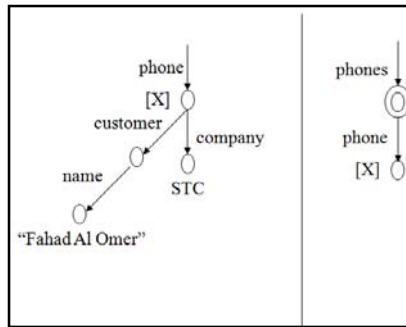 phone
[X]
customer
company
name
STC
“Fahad Al Omer”
phones
phone
[X]